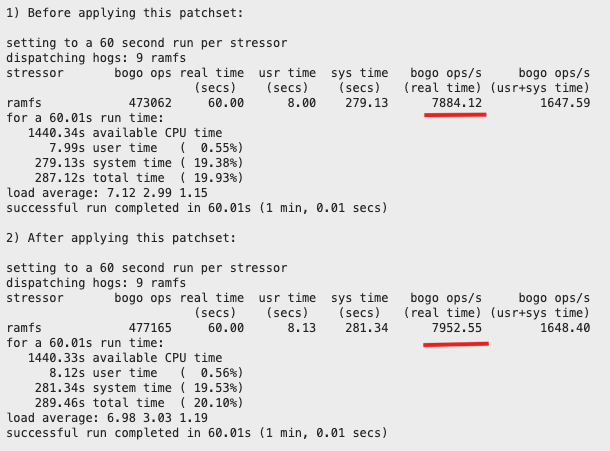 1) Before applying this patchset:
setting to a 60 second run per stressor
dispatching hogs: 9 ramfs
stressor       bogo ops real time  usr time  sys time   bogo ops/s     bogo ops/s
                          (secs)    (secs)    (secs)   (real time) (usr+sys time)
ramfs            473062     60.00      8.00    279.13      7884.12        1647.59
for a 60.01s run time:
   1440.34s available CPU time
      7.99s user time   (  0.55%)
    279.13s system time ( 19.38%)
    287.12s total time  ( 19.93%)
load average: 7.12 2.99 1.15
successful run completed in 60.01s (1 min, 0.01 secs)
2) After applying this patchset:
setting to a 60 second run per stressor
dispatching hogs: 9 ramfs
stressor       bogo ops real time  usr time  sys time   bogo ops/s     bogo ops/s
                          (secs)    (secs)    (secs)   (real time) (usr+sys time)
ramfs            477165     60.00      8.13    281.34      7952.55        1648.40
for a 60.01s run time:
   1440.33s available CPU time
      8.12s user time   (  0.56%)
    281.34s system time ( 19.53%)
    289.46s total time  ( 20.10%)
load average: 6.98 3.03 1.19
successful run completed in 60.01s (1 min, 0.01 secs)